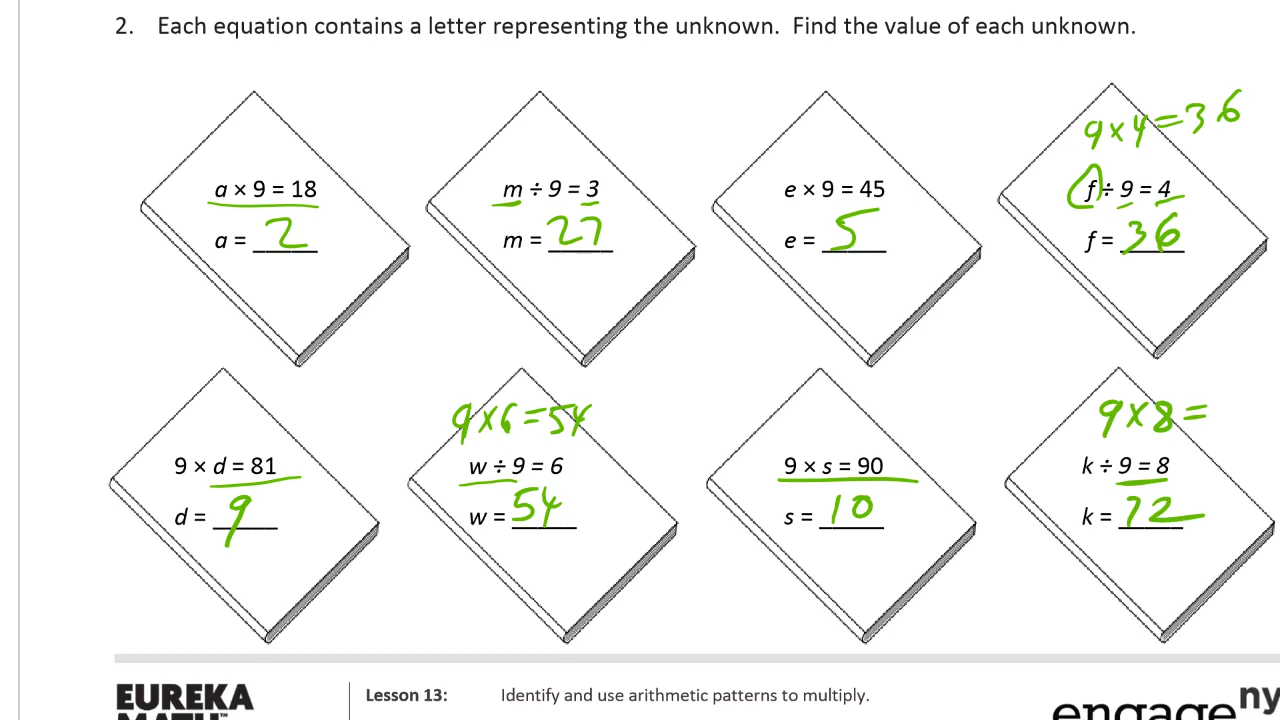 2. Each equation contains a letter representing the unknown. Find the value of each unknown.
9 x 4 = 36
a × 9 = 18
a = 2
m ÷ 9 = 3
m = 27
e × 9 = 45
e = 5
f ÷ 9 = 4
f = 36
9 x 6 = 54
9 x 8 =
9 × d = 81
d = 9
w ÷ 9 = 6
w = 54
9 × s = 90
s = 10
k ÷ 9 = 8
k = 72
EUREKA
MATH™
Lesson 13: Identify and use arithmetic patterns to multiply.
engage ny